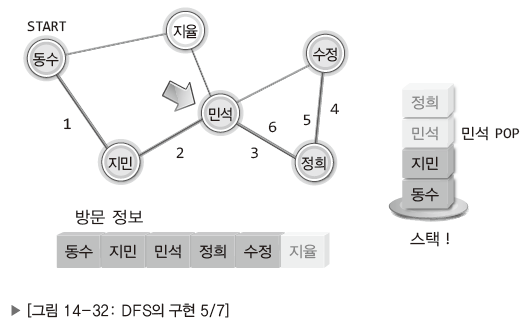 START
동수
지율
수정
민석
지민
정희
1
2
3
4
5
6
정희
민석
민석 POP
지민
동수
스택 !
방문 정보
동수 지민 민석 정희 수정 지율
▶ [그림 14-32: DFS의 구현 5/7]